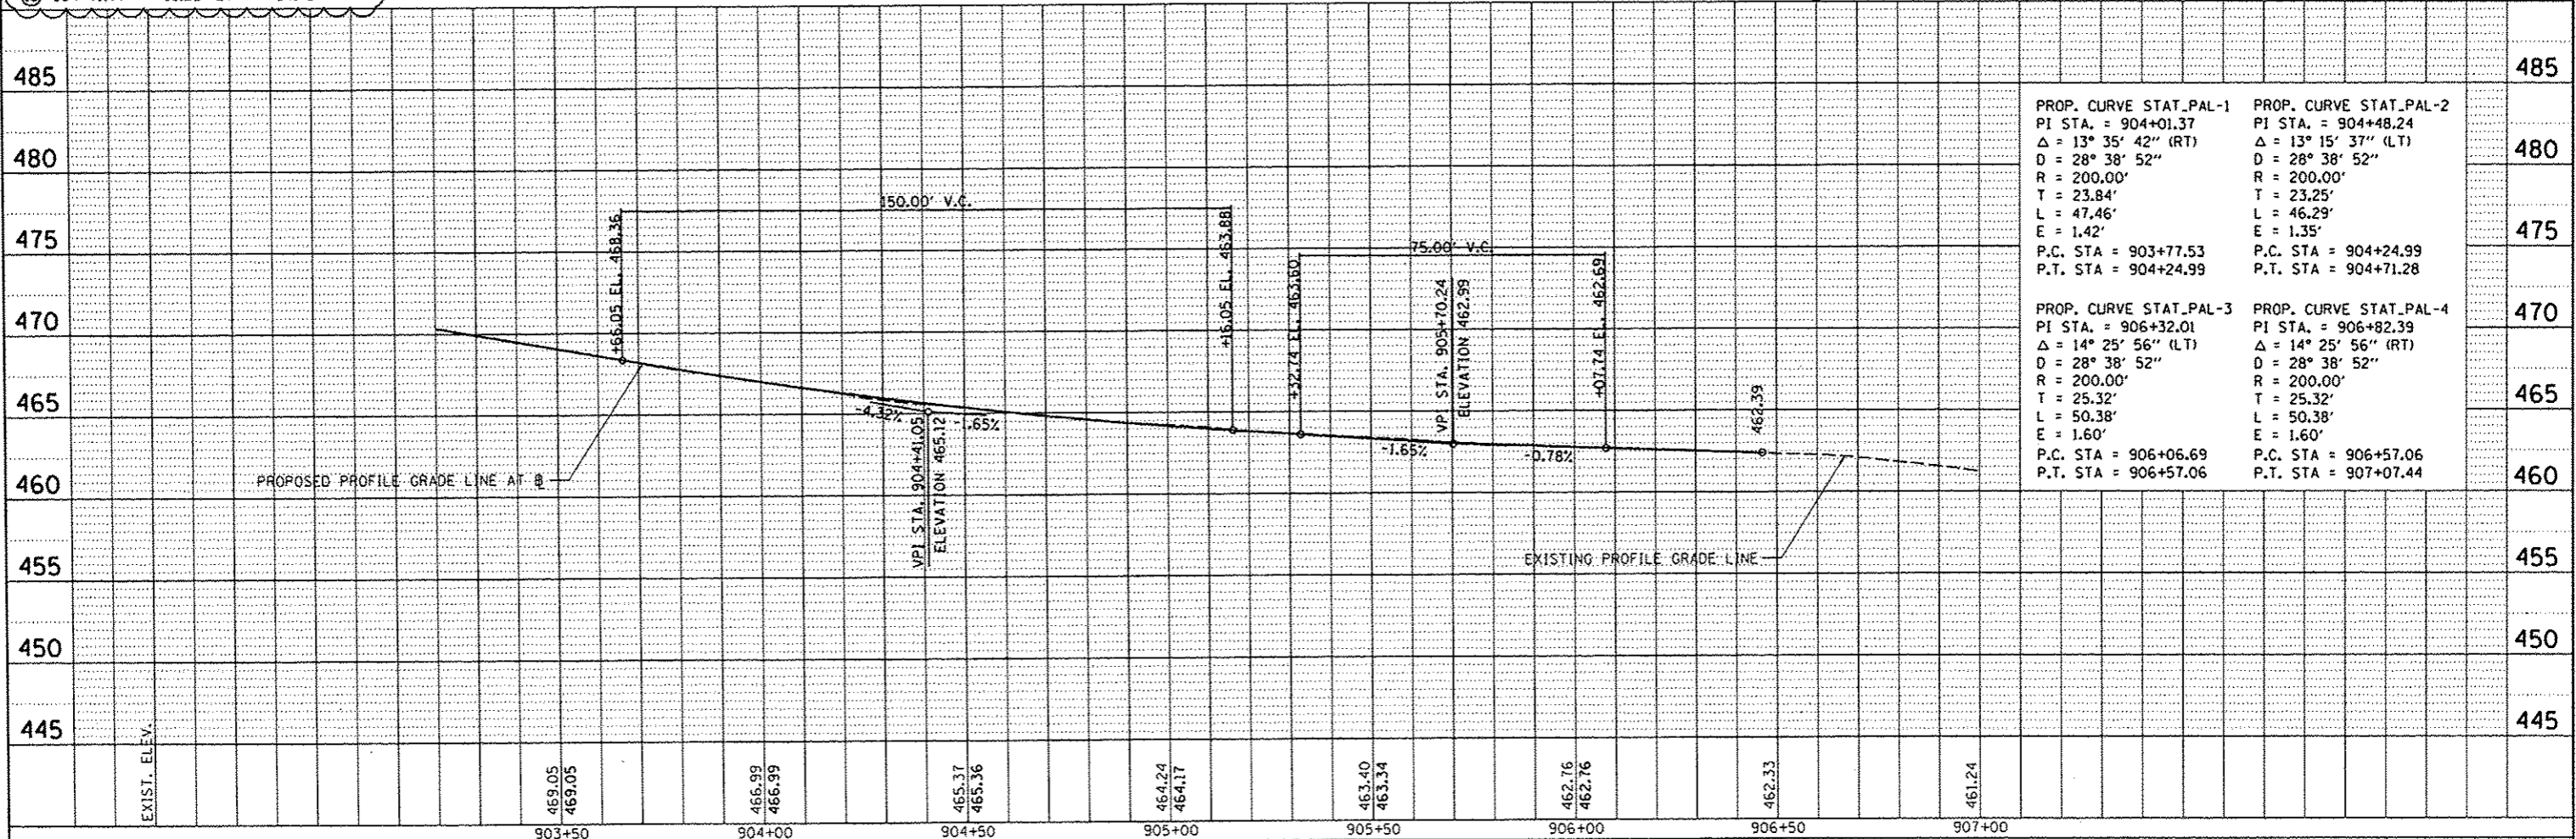 485
480
475
470
465
460
455
450
445
485
480
475
470
465
460
455
450
445
150.00' V.C.
+66.05 EL. 468.36
+16.05 EL. 463.88
75.00' V.C.
+32.74 EL. 463.60
VPI STA. 905+70.24
ELEVATION 462.99
+07.74 EL. 462.69
462.39
-4.32%
-1.65%
VPI STA. 904+41.05
ELEVATION 465.12
-1.65%
-0.78%
PROPOSED PROFILE GRADE LINE AT ℄
EXISTING PROFILE GRADE LINE
PROP. CURVE STAT_PAL-1
PI STA. = 904+01.37
Δ = 13° 35' 42" (RT)
D = 28° 38' 52"
R = 200.00'
T = 23.84'
L = 47.46'
E = 1.42'
P.C. STA = 903+77.53
P.T. STA = 904+24.99
PROP. CURVE STAT_PAL-2
PI STA. = 904+48.24
Δ = 13° 15' 37" (LT)
D = 28° 38' 52"
R = 200.00'
T = 23.25'
L = 46.29'
E = 1.35'
P.C. STA = 904+24.99
P.T. STA = 904+71.28
PROP. CURVE STAT_PAL-3
PI STA. = 906+32.01
Δ = 14° 25' 56" (LT)
D = 28° 38' 52"
R = 200.00'
T = 25.32'
L = 50.38'
E = 1.60'
P.C. STA = 906+06.69
P.T. STA = 906+57.06
PROP. CURVE STAT_PAL-4
PI STA. = 906+82.39
Δ = 14° 25' 56" (RT)
D = 28° 38' 52"
R = 200.00'
T = 25.32'
L = 50.38'
E = 1.60'
P.C. STA = 906+57.06
P.T. STA = 907+07.44
EXIST. ELEV.
469.05
469.05
466.99
466.99
465.37
465.36
464.24
464.17
463.40
463.34
462.76
462.76
462.33
461.24
903+50
904+00
904+50
905+00
905+50
906+00
906+50
907+00